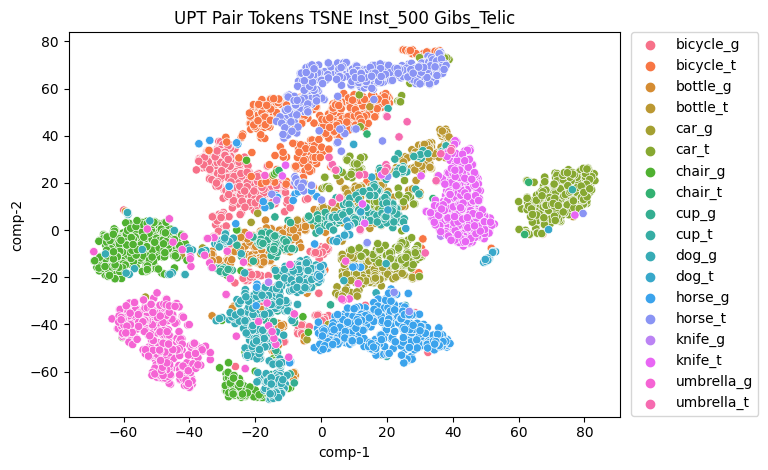 UPT Pair Tokens TSNE Inst_500 Gibs_Telic
80
60
40
20
0
−20
−40
−60
comp-2
−60
−40
−20
0
20
40
60
80
comp-1
bicycle_g
bicycle_t
bottle_g
bottle_t
car_g
car_t
chair_g
chair_t
cup_g
cup_t
dog_g
dog_t
horse_g
horse_t
knife_g
knife_t
umbrella_g
umbrella_t